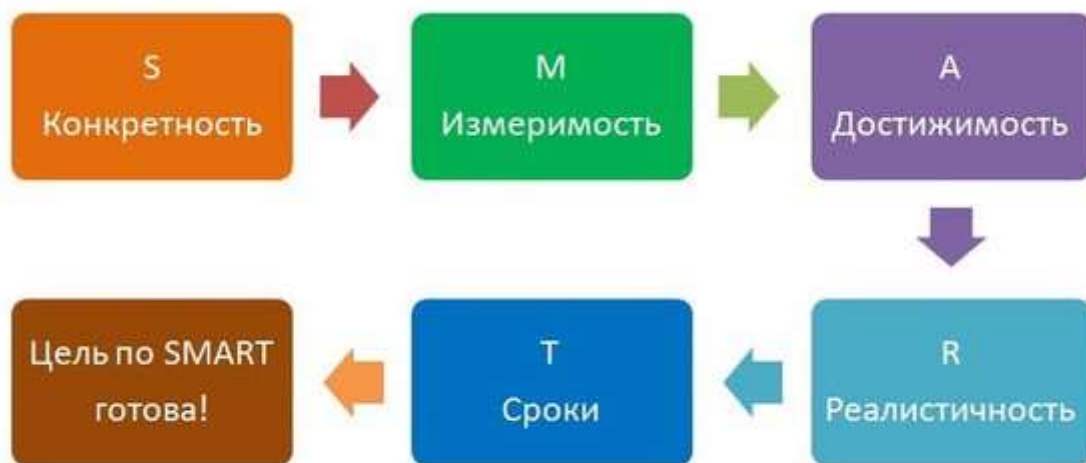 S
Конкретность
M
Измеримость
A
Достижимость
R
Реалистичность
T
Сроки
Цель по SMART
готова!